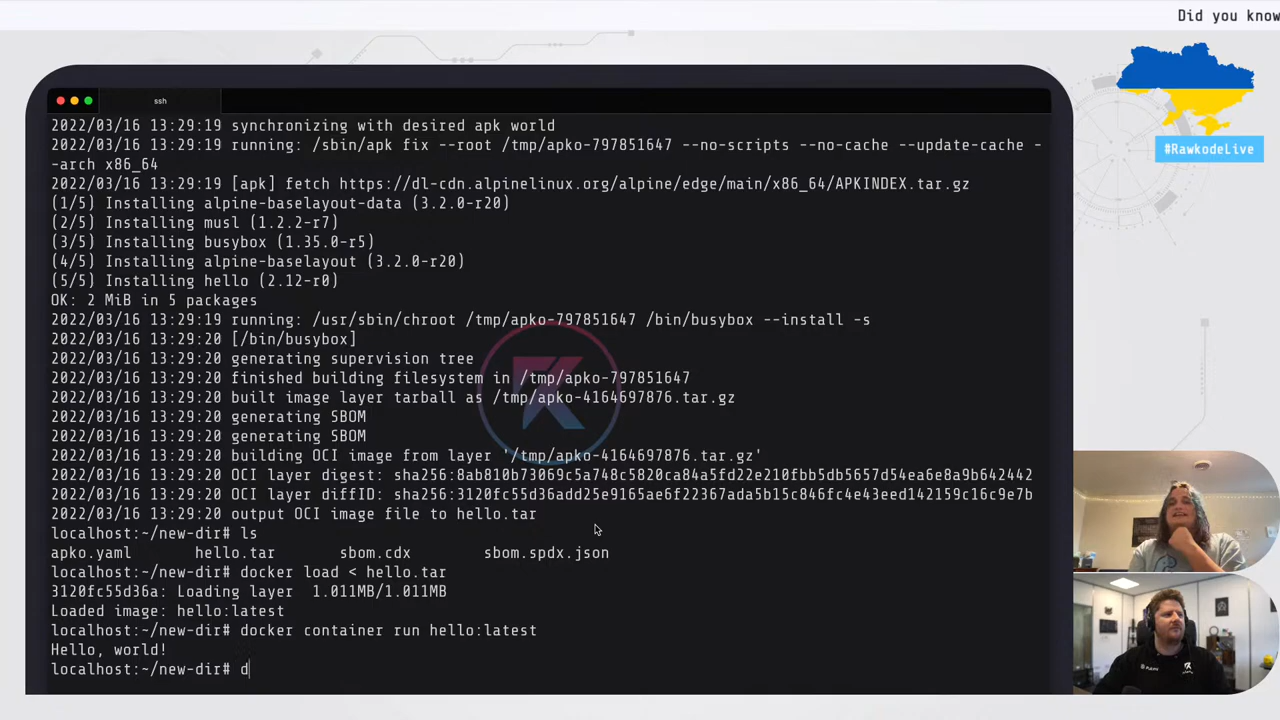 Did you know
ssh
2022/03/16 13:29:19 synchronizing with desired apk world
2022/03/16 13:29:19 running: /sbin/apk fix --root /tmp/apko-797851647 --no-scripts --no-cache --update-cache -
-arch x86_64
2022/03/16 13:29:19 [apk] fetch https://dl-cdn.alpinelinux.org/alpine/edge/main/x86_64/APKINDEX.tar.gz
(1/5) Installing alpine-baselayout-data (3.2.0-r20)
(2/5) Installing musl (1.2.2-r7)
(3/5) Installing busybox (1.35.0-r5)
(4/5) Installing alpine-baselayout (3.2.0-r20)
(5/5) Installing hello (2.12-r0)
OK: 2 MiB in 5 packages
2022/03/16 13:29:19 running: /usr/sbin/chroot /tmp/apko-797851647 /bin/busybox --install -s
2022/03/16 13:29:20 [/bin/busybox]
2022/03/16 13:29:20 generating supervision tree
2022/03/16 13:29:20 finished building filesystem in /tmp/apko-797851647
2022/03/16 13:29:20 built image layer tarball as /tmp/apko-4164697876.tar.gz
2022/03/16 13:29:20 generating SBOM
2022/03/16 13:29:20 generating SBOM
2022/03/16 13:29:20 building OCI image from layer '/tmp/apko-4164697876.tar.gz'
2022/03/16 13:29:20 OCI layer digest: sha256:8ab810b73069c5a748c5820ca84a5fd22e210fbb5db5657d54ea6e8a9b642442
2022/03/16 13:29:20 OCI layer diffID: sha256:3120fc55d36add25e9165ae6f22367ada5b15c846fc4e43eed142159c16c9e7b
2022/03/16 13:29:20 output OCI image file to hello.tar
localhost:~/new-dir# ls
apko.yaml hello.tar sbom.cdx sbom.spdx.json
localhost:~/new-dir# docker load < hello.tar
3120fc55d36a: Loading layer 1.011MB/1.011MB
Loaded image: hello:latest
localhost:~/new-dir# docker container run hello:latest
Hello, world!
localhost:~/new-dir# d
#RawkodeLive